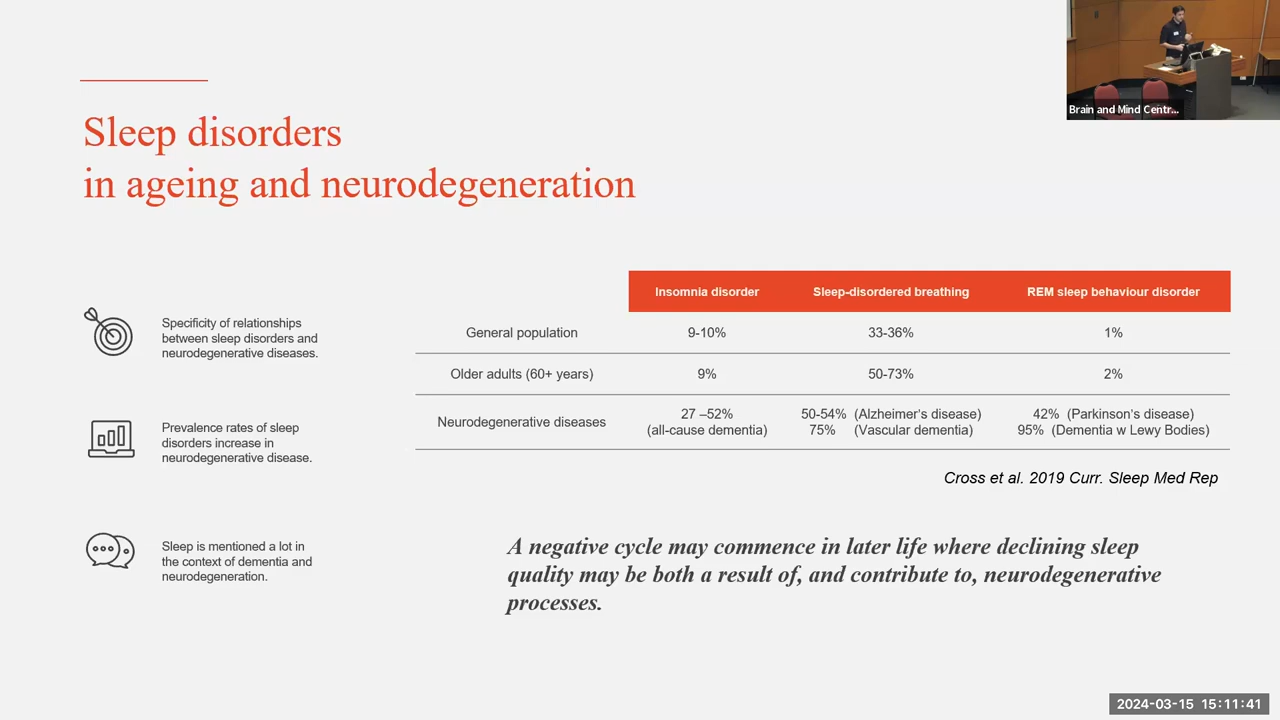 Brain and Mind Centr...
Sleep disorders
in ageing and neurodegeneration
Specificity of relationships
between sleep disorders and
neurodegenerative diseases.
Prevalence rates of sleep
disorders increase in
neurodegenerative disease.
Sleep is mentioned a lot in
the context of dementia and
neurodegeneration.
Insomnia disorder Sleep-disordered breathing REM sleep behaviour disorder
General population 9-10% 33-36% 1%
Older adults (60+ years) 9% 50-73% 2%
Neurodegenerative diseases 27 –52% 50-54% (Alzheimer's disease) 42% (Parkinson's disease)
(all-cause dementia) 75% (Vascular dementia) 95% (Dementia w Lewy Bodies)
Cross et al. 2019 Curr. Sleep Med Rep
A negative cycle may commence in later life where declining sleep
quality may be both a result of, and contribute to, neurodegenerative
processes.
2024-03-15 15:11:41